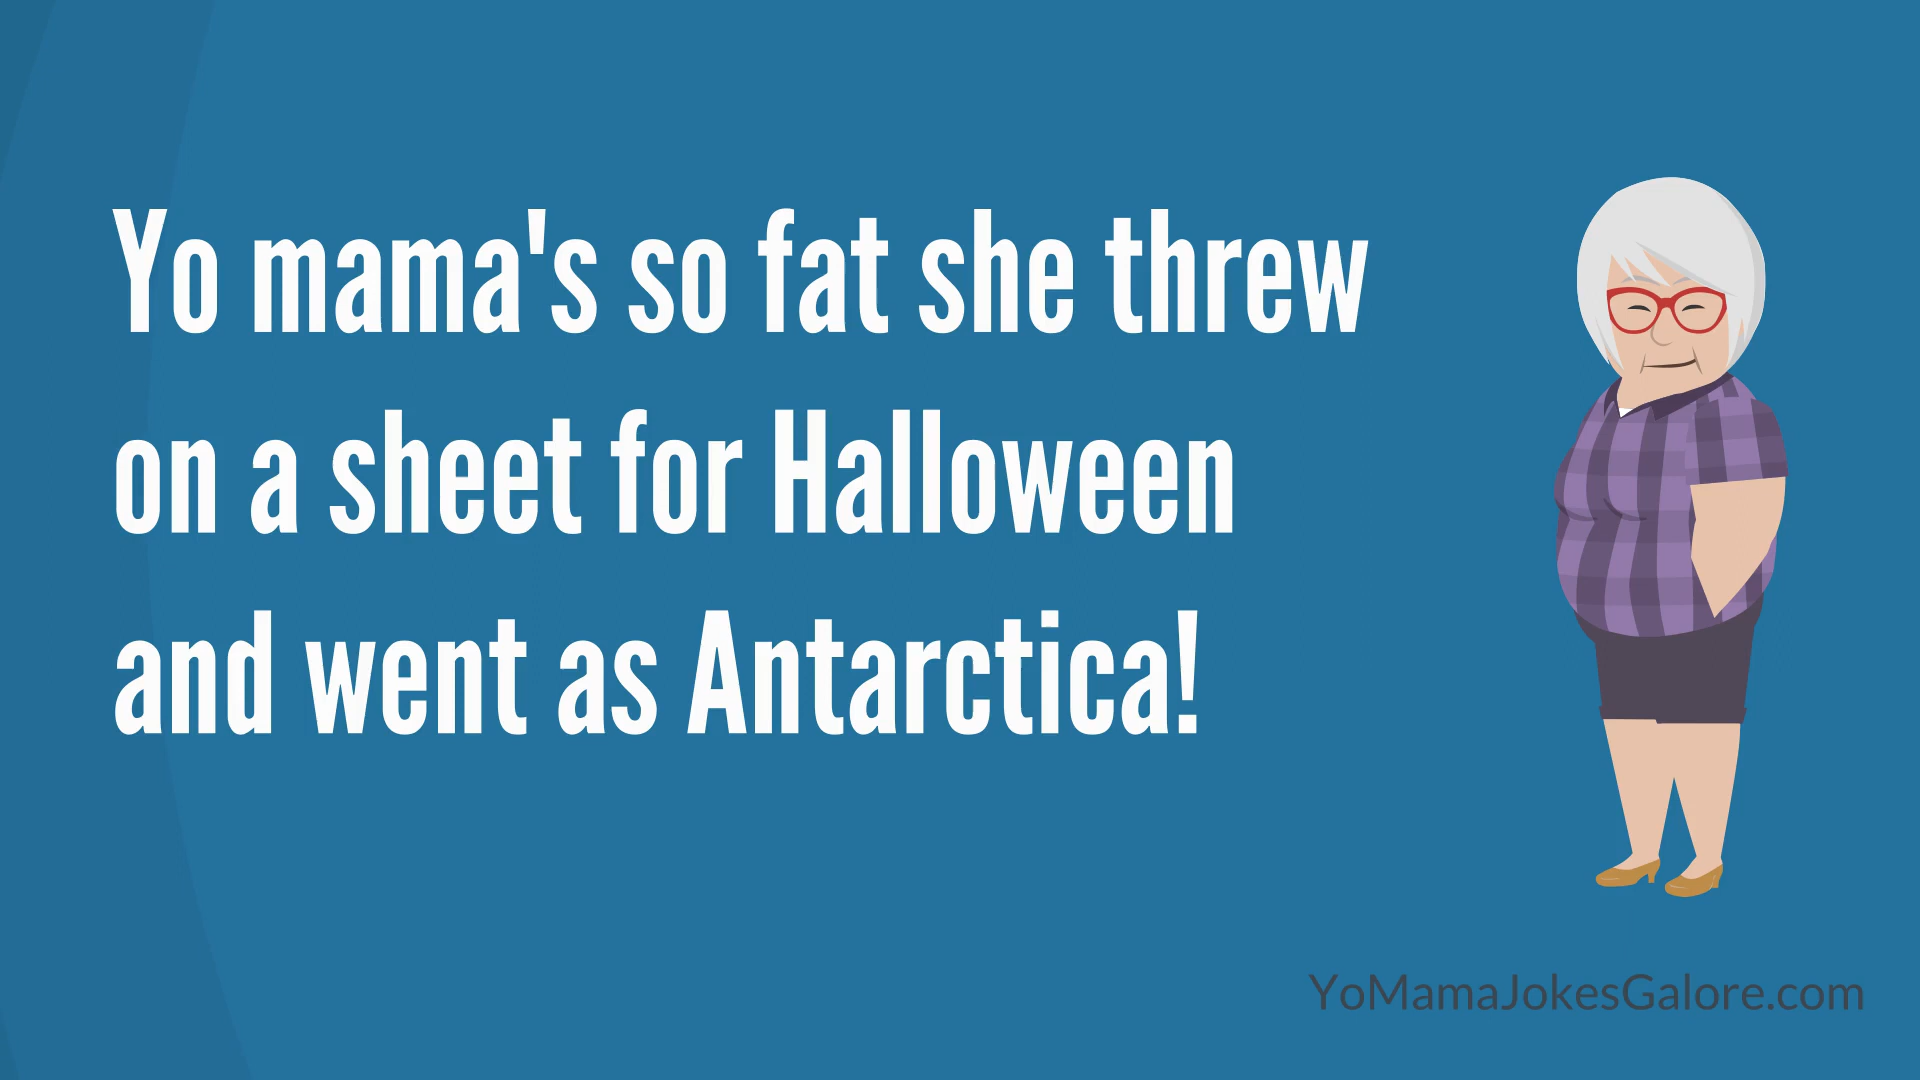 Yo mama's so fat she threw
on a sheet for Halloween
and went as Antarctica!
YoMamaJokesGalore.com